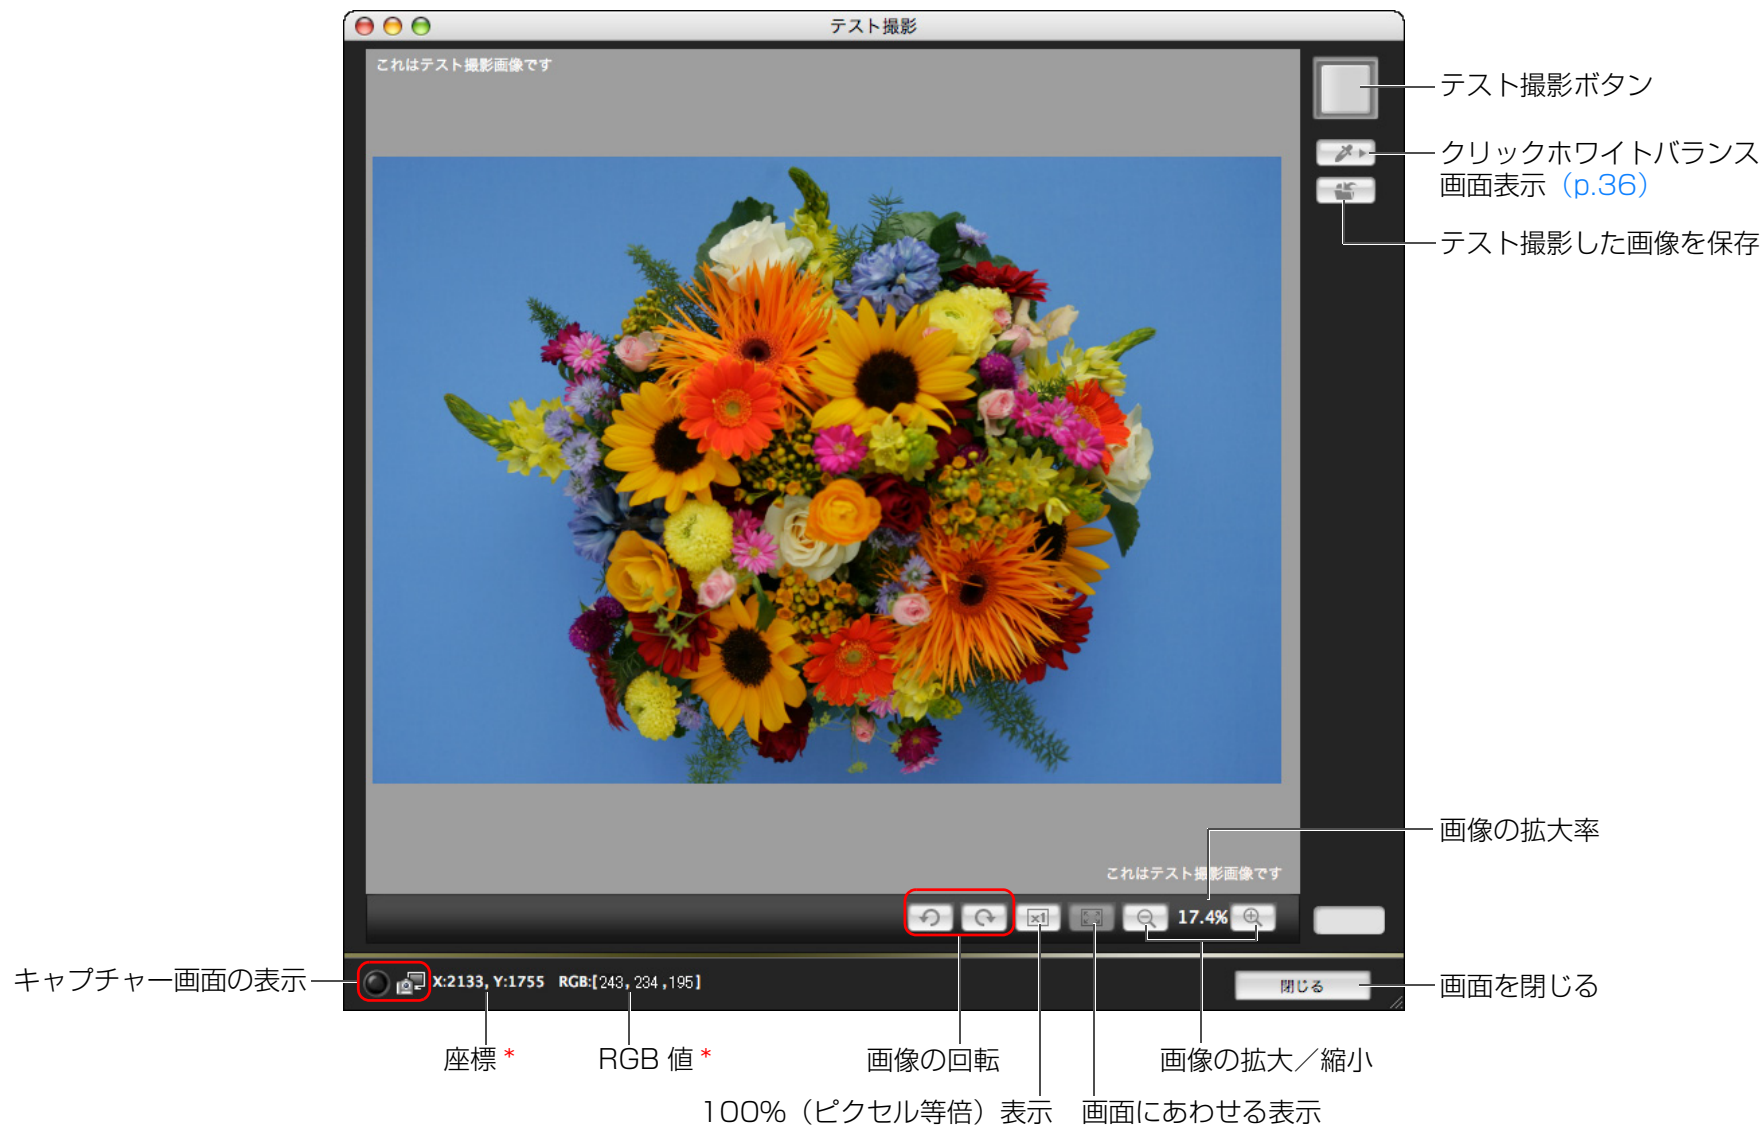 テスト撮影
これはテスト撮影画像です
テスト撮影ボタン
クリックホワイトバランス
画面表示（p.36）
テスト撮影した画像を保存
画像の拡大率
これはテスト撮影画像です
x1
17.4%
キャプチャー画面の表示
X:2133, Y:1755 RGB:[243, 234 ,195]
閉じる
画面を閉じる
座標*
RGB 値*
画像の回転
画像の拡大／縮小
100%（ピクセル等倍）表示
画面にあわせる表示